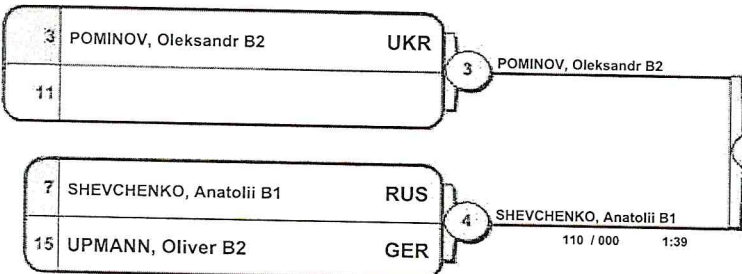 3 POMINOV, Oleksandr B2 UKR
11
3 POMINOV, Oleksandr B2
7 SHEVCHENKO, Anatolii B1 RUS
15 UPMANN, Oliver B2 GER
4 SHEVCHENKO, Anatolii B1
110 / 000 1:39